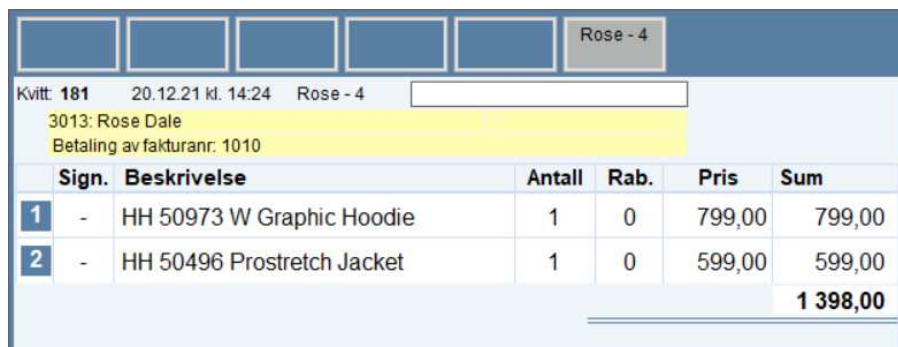 Rose - 4
Kvitt: 181 20.12.21 kl. 14:24 Rose - 4
3013: Rose Dale
Betaling av fakturanr: 1010
Sign. Beskrivelse Antall Rab. Pris Sum
1 - HH 50973 W Graphic Hoodie 1 0 799,00 799,00
2 - HH 50496 Prostretch Jacket 1 0 599,00 599,00
1 398,00